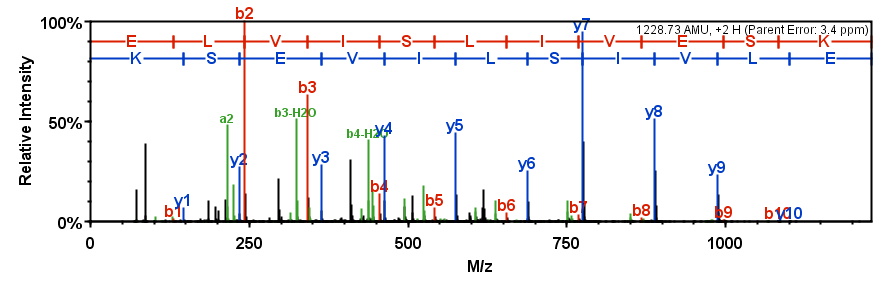 b2
1228.73 AMU, +2 H (Parent Error: 3.4 ppm)
E L V I S L I V E S K
K S E V I L S I V L E
y7
b3
a2 b3-H2O
b4-H2O y4 y5 y8
y2 y3 y6 y9
b4
y1 b1 b5 b6 b7 b8 b9 b10 y10
100%
50%
0%
Relative Intensity
0 250 500 750 1000
M/z